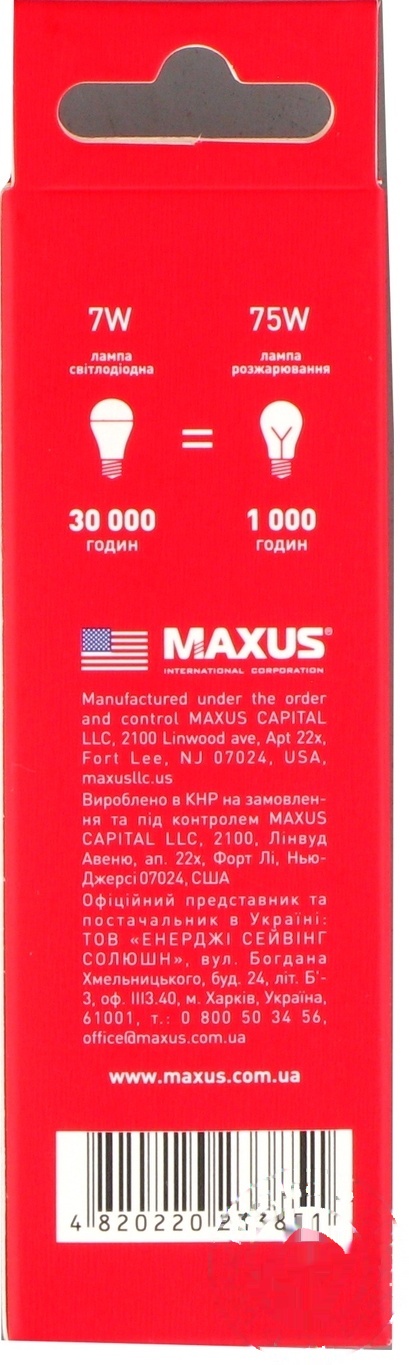 7W 75W
лампа світлодіодна лампа розжарювання
=
30 000 1 000
годин годин
MAXUS®
INTERNATIONAL CORPORATION
Manufactured under the order
and control MAXUS CAPITAL
LLC, 2100 Linwood ave, Apt 22x,
Fort Lee, NJ 07024, USA,
maxusllc.us
Вироблено в КНР на замовлен-
ня та під контролем MAXUS
CAPITAL LLC, 2100, Лінвуд
Авеню, ап. 22х, Форт Лі, Нью-
Джерсі 07024, США
Офіційний представник та
постачальник в Україні:
ТОВ «ЕНЕРДЖІ СЕЙВІНГ
СОЛЮШН», вул. Богдана
Хмельницького, буд. 24, літ. Б'-
3, оф. III3.40, м. Харків, Україна,
61001, т.: 0 800 50 34 56,
office@maxus.com.ua
www.maxus.com.ua
4 820220